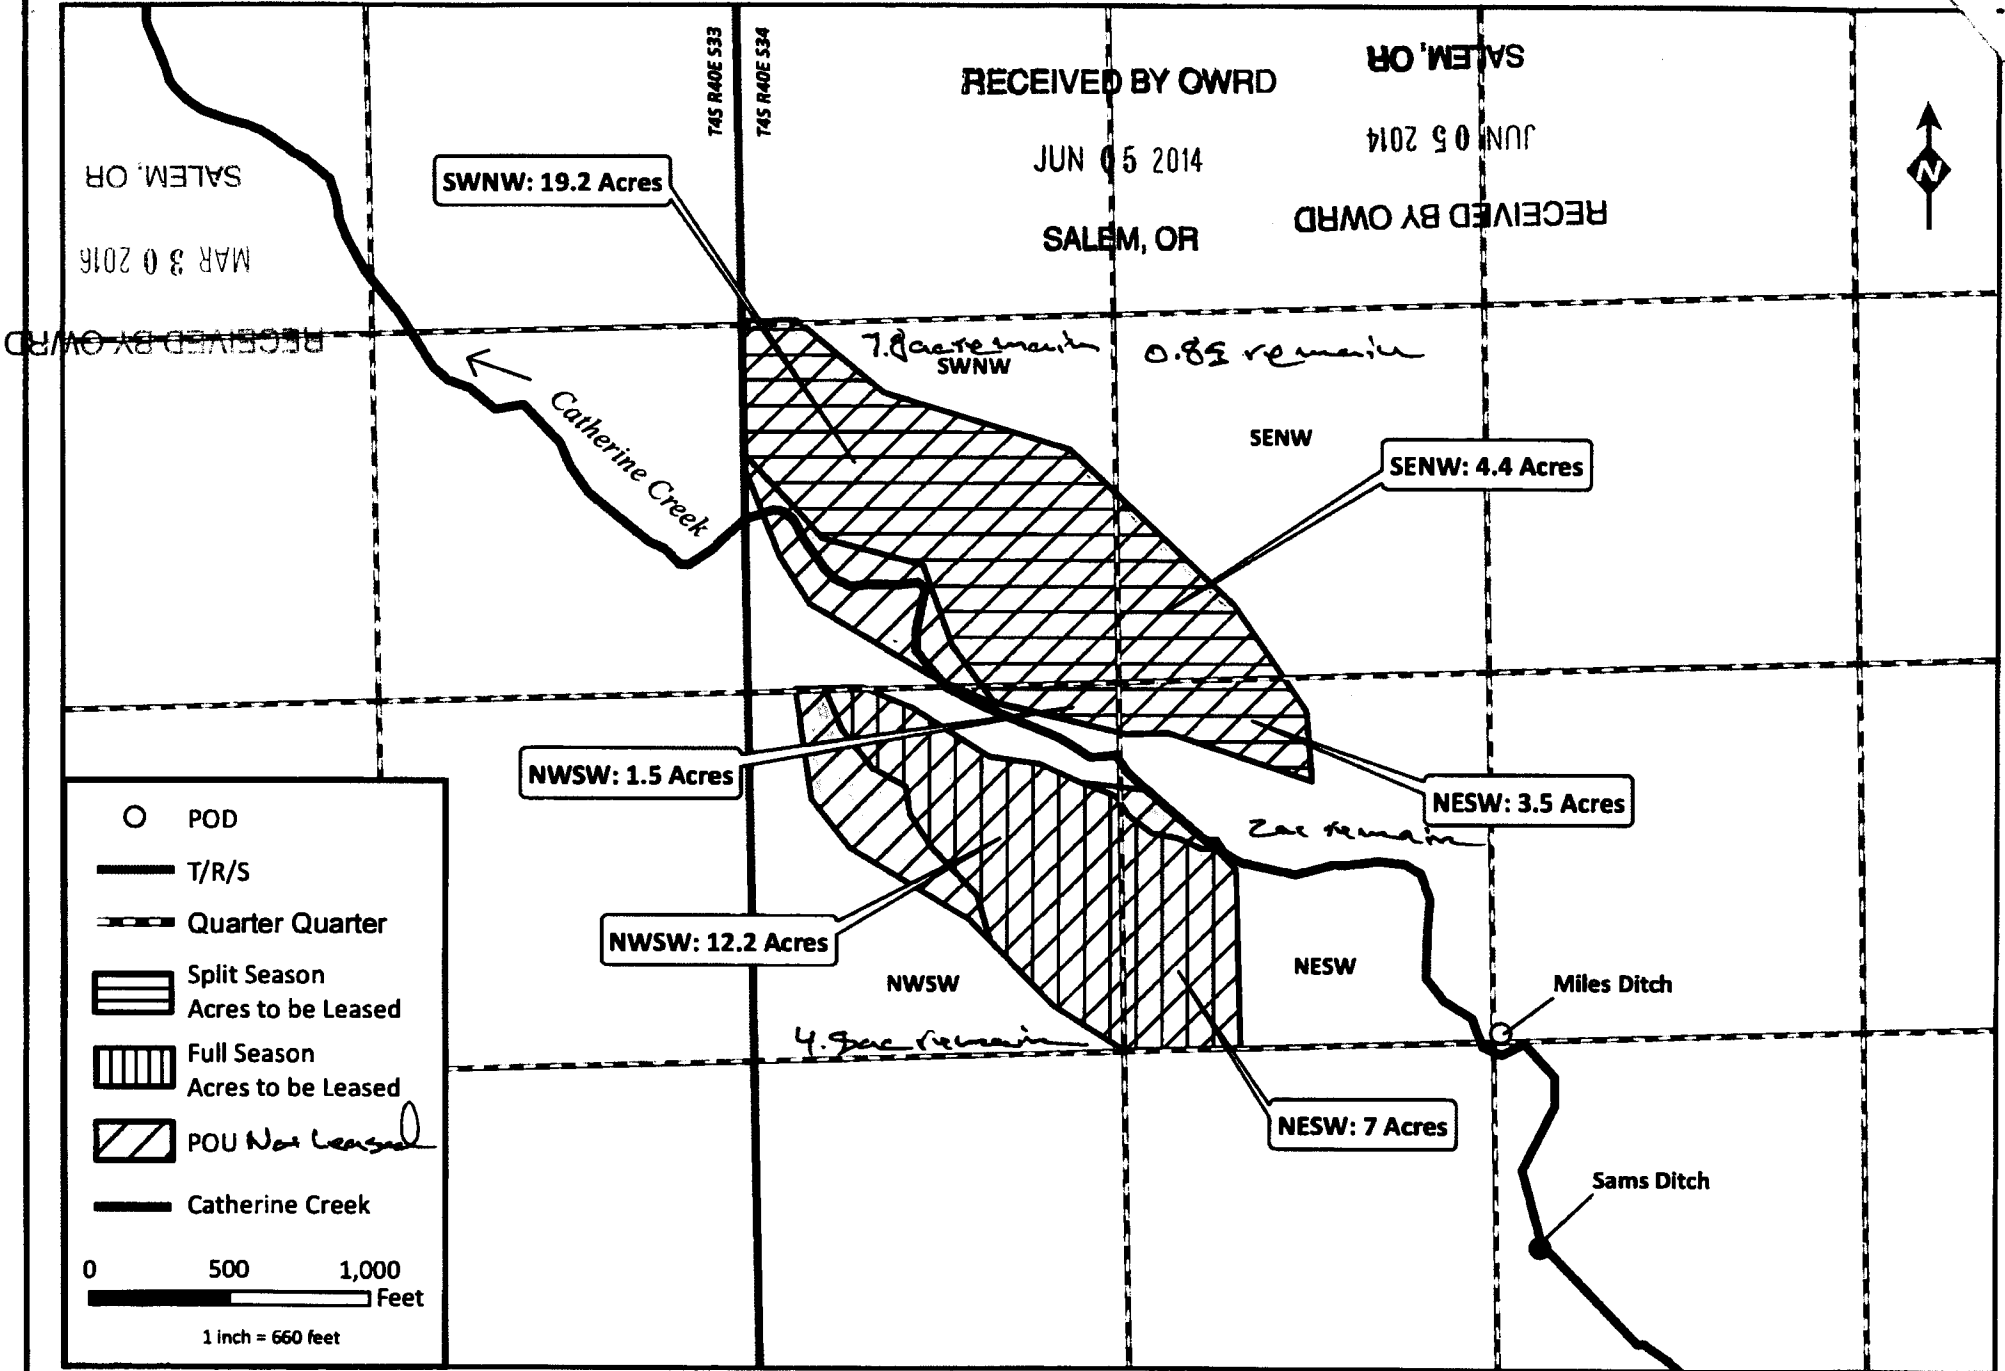 T4S R40E S33
T4S R40E S34
RECEIVED BY OWRD
JUN 05 2014
SALEM, OR
RECEIVED BY OWRD
JUN 05 2014
SALEM, OR
RECEIVED BY OWRD
MAR 30 2016
SALEM, OR
N
SWNW: 19.2 Acres
remain
SWNW
remain
SENW
SENW: 4.4 Acres
Catherine Creek
NWSW: 1.5 Acres
NESW: 3.5 Acres
2ac remain
NWSW: 12.2 Acres
NWSW
NESW
remain
Miles Ditch
NESW: 7 Acres
Sams Ditch
POD
T/R/S
Quarter Quarter
Split Season
Acres to be Leased
Full Season
Acres to be Leased
POU Not Leased
Catherine Creek
0 500 1,000
Feet
1 inch = 660 feet